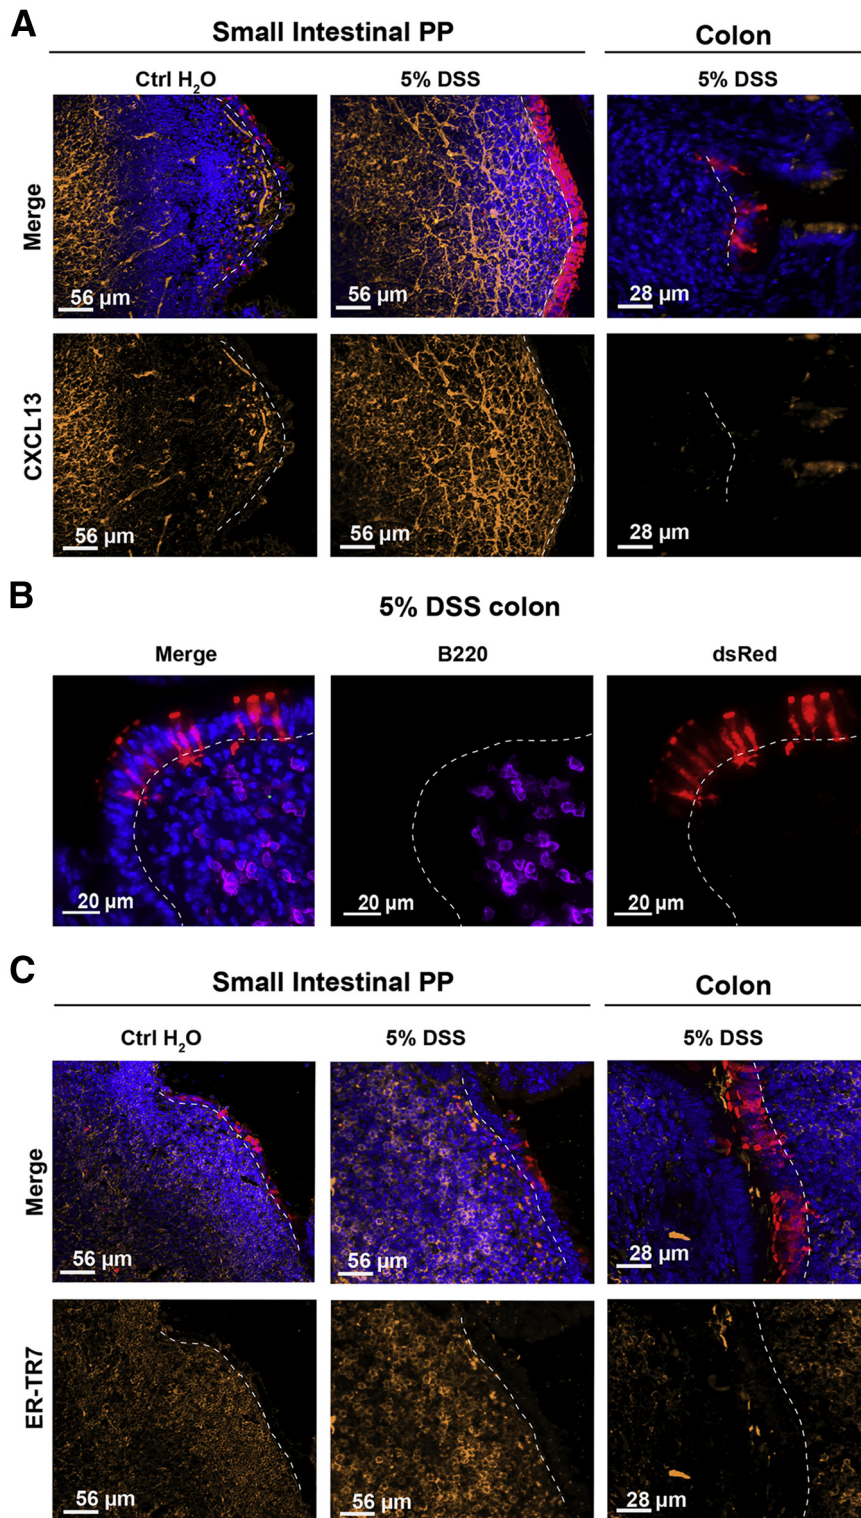 A
Small Intestinal PP
Colon
Ctrl H₂O
5% DSS
5% DSS
Merge
56 µm
56 µm
28 µm
CXCL13
56 µm
56 µm
28 µm
B
5% DSS colon
Merge
B220
dsRed
20 µm
20 µm
20 µm
C
Small Intestinal PP
Colon
Ctrl H₂O
5% DSS
5% DSS
Merge
56 µm
56 µm
28 µm
ER-TR7
56 µm
56 µm
28 µm